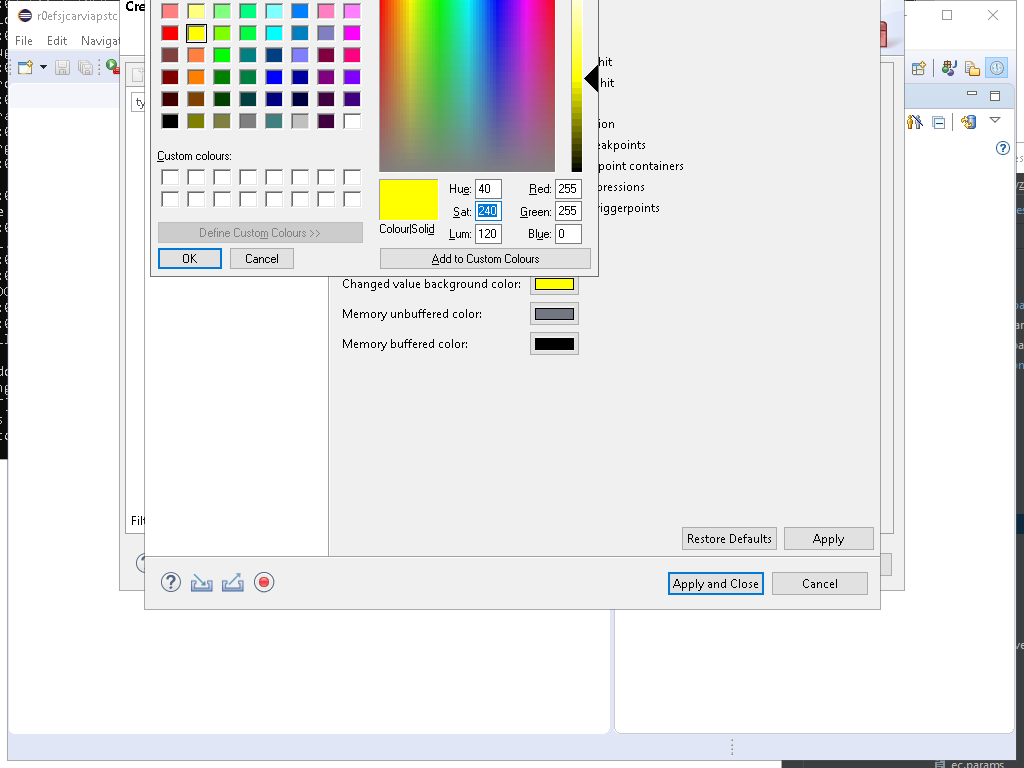 r0efsjcarviapstc
Cre
File Edit Navigat
hit
hit
ty
ion
eakpoints
point containers
pressions
riggerpoints
Custom colours:
Hue: 40 Red: 255
Sat: 240 Green: 255
Colour|Solid Lum: 120 Blue: 0
Define Custom Colours >>
OK Cancel Add to Custom Colours
Changed value background color:
Memory unbuffered color:
Memory buffered color:
Filt
Restore Defaults Apply
Apply and Close Cancel
ec.params